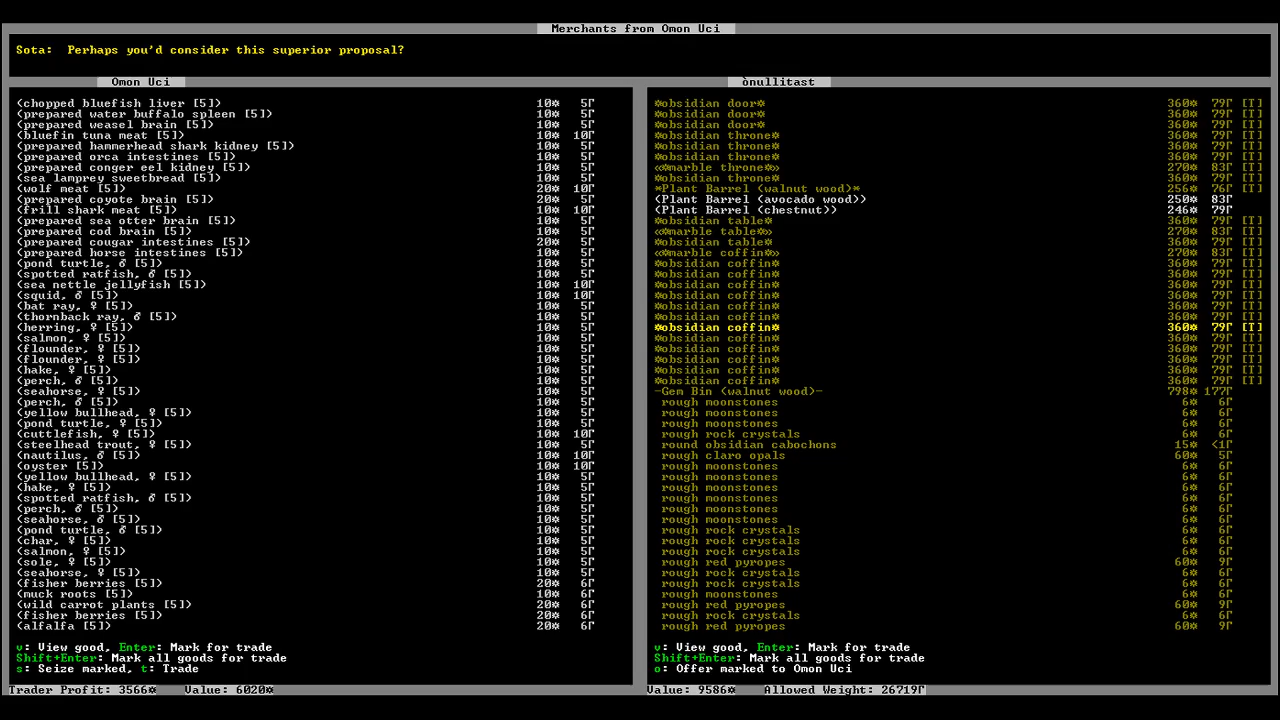 Merchants from Omon Uci
Sota:  Perhaps you'd consider this superior proposal?
Omon Uci
(chopped bluefish liver [5]) 10☼ 5Γ
(prepared water buffalo spleen [5]) 10☼ 5Γ
(prepared weasel brain [5]) 10☼ 5Γ
(bluefin tuna meat [5]) 10☼ 10Γ
(prepared hammerhead shark kidney [5]) 10☼ 5Γ
(prepared orca intestines [5]) 10☼ 5Γ
(prepared conger eel kidney [5]) 10☼ 5Γ
(sea lamprey sweetbread [5]) 10☼ 5Γ
(wolf meat [5]) 20☼ 10Γ
(prepared coyote brain [5]) 20☼ 5Γ
(frill shark meat [5]) 10☼ 10Γ
(prepared sea otter brain [5]) 10☼ 5Γ
(prepared cod brain [5]) 10☼ 5Γ
(prepared cougar intestines [5]) 20☼ 5Γ
(prepared horse intestines [5]) 10☼ 5Γ
(pond turtle, ♂ [5]) 10☼ 5Γ
(spotted ratfish, ♂ [5]) 10☼ 5Γ
(sea nettle jellyfish [5]) 10☼ 10Γ
(squid, ♂ [5]) 10☼ 10Γ
(bat ray, ♀ [5]) 10☼ 5Γ
(thornback ray, ♂ [5]) 10☼ 5Γ
(herring, ♀ [5]) 10☼ 5Γ
(salmon, ♀ [5]) 10☼ 5Γ
(flounder, ♀ [5]) 10☼ 5Γ
(flounder, ♂ [5]) 10☼ 5Γ
(hake, ♀ [5]) 10☼ 5Γ
(perch, ♂ [5]) 10☼ 5Γ
(seahorse, ♀ [5]) 10☼ 5Γ
(perch, ♂ [5]) 10☼ 5Γ
(yellow bullhead, ♀ [5]) 10☼ 5Γ
(pond turtle, ♀ [5]) 10☼ 5Γ
(cuttlefish, ♀ [5]) 10☼ 10Γ
(steelhead trout, ♀ [5]) 10☼ 5Γ
(nautilus, ♂ [5]) 10☼ 10Γ
(oyster [5]) 10☼ 10Γ
(yellow bullhead, ♀ [5]) 10☼ 5Γ
(hake, ♀ [5]) 10☼ 5Γ
(spotted ratfish, ♂ [5]) 10☼ 5Γ
(perch, ♂ [5]) 10☼ 5Γ
(seahorse, ♂ [5]) 10☼ 5Γ
(pond turtle, ♂ [5]) 10☼ 5Γ
(char, ♀ [5]) 10☼ 5Γ
(salmon, ♀ [5]) 10☼ 5Γ
(sole, ♀ [5]) 10☼ 5Γ
(seahorse, ♀ [5]) 10☼ 5Γ
(fisher berries [5]) 20☼ 6Γ
(muck roots [5]) 10☼ 6Γ
(wild carrot plants [5]) 20☼ 6Γ
(fisher berries [5]) 20☼ 6Γ
(alfalfa [5]) 20☼ 6Γ
v: View good, Enter: Mark for trade
Shift+Enter: Mark all goods for trade
s: Seize marked, t: Trade
Trader Profit: 3566☼ Value: 6020☼
ònullitast
☼obsidian door☼ 360☼ 79Γ [T]
☼obsidian door☼ 360☼ 79Γ [T]
☼obsidian door☼ 360☼ 79Γ [T]
☼obsidian throne☼ 360☼ 79Γ [T]
☼obsidian throne☼ 360☼ 79Γ [T]
☼obsidian throne☼ 360☼ 79Γ [T]
«☼marble throne☼» 270☼ 83Γ [T]
☼obsidian throne☼ 360☼ 79Γ [T]
*Plant Barrel (walnut wood)* 256☼ 76Γ [T]
(Plant Barrel (avocado wood)) 250☼ 83Γ
(Plant Barrel (chestnut)) 246☼ 79Γ
☼obsidian table☼ 360☼ 79Γ [T]
«☼marble table☼» 270☼ 83Γ [T]
☼obsidian table☼ 360☼ 79Γ [T]
«☼marble coffin☼» 270☼ 83Γ [T]
☼obsidian coffin☼ 360☼ 79Γ [T]
☼obsidian coffin☼ 360☼ 79Γ [T]
☼obsidian coffin☼ 360☼ 79Γ [T]
☼obsidian coffin☼ 360☼ 79Γ [T]
☼obsidian coffin☼ 360☼ 79Γ [T]
☼obsidian coffin☼ 360☼ 79Γ [T]
☼obsidian coffin☼ 360☼ 79Γ [T]
☼obsidian coffin☼ 360☼ 79Γ [T]
☼obsidian coffin☼ 360☼ 79Γ [T]
☼obsidian coffin☼ 360☼ 79Γ [T]
☼obsidian coffin☼ 360☼ 79Γ [T]
☼obsidian coffin☼ 360☼ 79Γ [T]
-Gem Bin (walnut wood)- 798☼ 177Γ
rough moonstones 6☼ 6Γ
rough moonstones 6☼ 6Γ
rough moonstones 6☼ 6Γ
rough rock crystals 6☼ 6Γ
round obsidian cabochons 15☼ <1Γ
rough claro opals 60☼ 5Γ
rough moonstones 6☼ 6Γ
rough moonstones 6☼ 6Γ
rough moonstones 6☼ 6Γ
rough moonstones 6☼ 6Γ
rough moonstones 6☼ 6Γ
rough moonstones 6☼ 6Γ
rough rock crystals 6☼ 6Γ
rough rock crystals 6☼ 6Γ
rough rock crystals 6☼ 6Γ
rough red pyropes 60☼ 9Γ
rough rock crystals 6☼ 6Γ
rough rock crystals 6☼ 6Γ
rough moonstones 6☼ 6Γ
rough red pyropes 60☼ 9Γ
rough rock crystals 6☼ 6Γ
rough red pyropes 60☼ 9Γ
v: View good, Enter: Mark for trade
Shift+Enter: Mark all goods for trade
o: Offer marked to Omon Uci
Value: 9586☼ Allowed Weight: 26719Γ